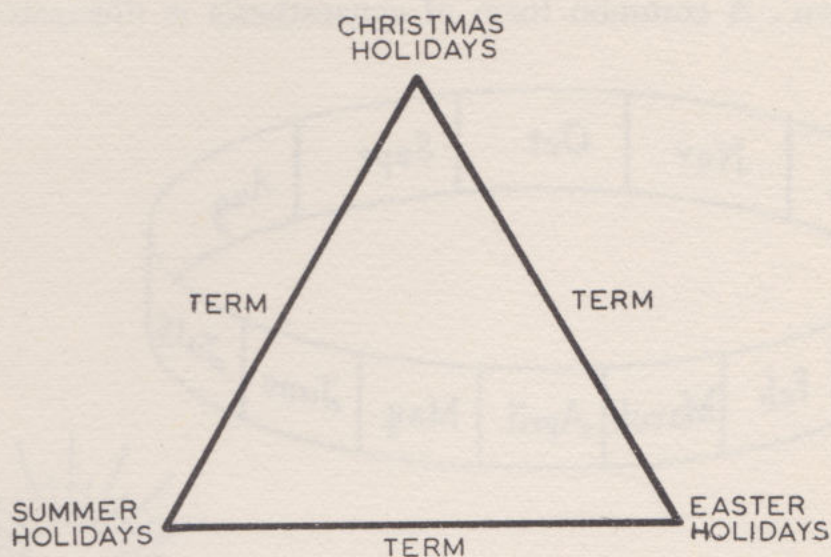 CHRISTMAS
HOLIDAYS
TERM
TERM
SUMMER
HOLIDAYS
EASTER
HOLIDAYS
TERM